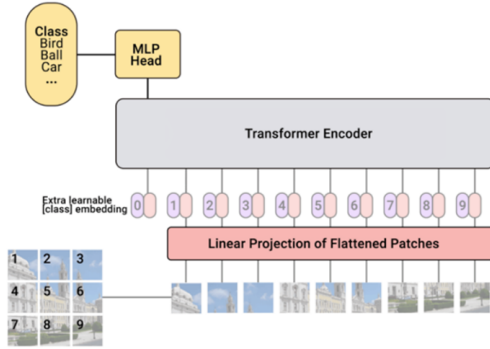 Class
Bird
Ball
Car
...
MLP
Head
Transformer Encoder
Extra learnable
[class] embedding
0 1 2 3 4 5 6 7 8 9
Linear Projection of Flattened Patches
1 2 3
4 5 6
7 8 9